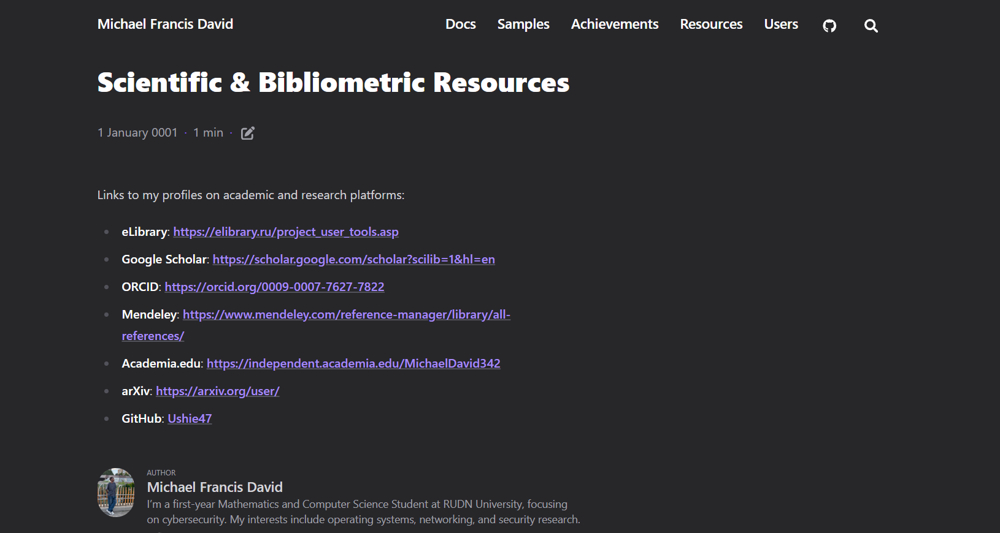 Michael Francis David
Docs Samples Achievements Resources Users
Scientific & Bibliometric Resources
1 January 0001 · 1 min ·
Links to my profiles on academic and research platforms:
eLibrary: https://elibrary.ru/project_user_tools.asp
Google Scholar: https://scholar.google.com/scholar?scilib=1&hl=en
ORCID: https://orcid.org/0009-0007-7627-7822
Mendeley: https://www.mendeley.com/reference-manager/library/all-
references/
Academia.edu: https://independent.academia.edu/MichaelDavid342
arXiv: https://arxiv.org/user/
GitHub: Ushie47
AUTHOR
Michael Francis David
I’m a first-year Mathematics and Computer Science Student at RUDN University, focusing
on cybersecurity. My interests include operating systems, networking, and security research.